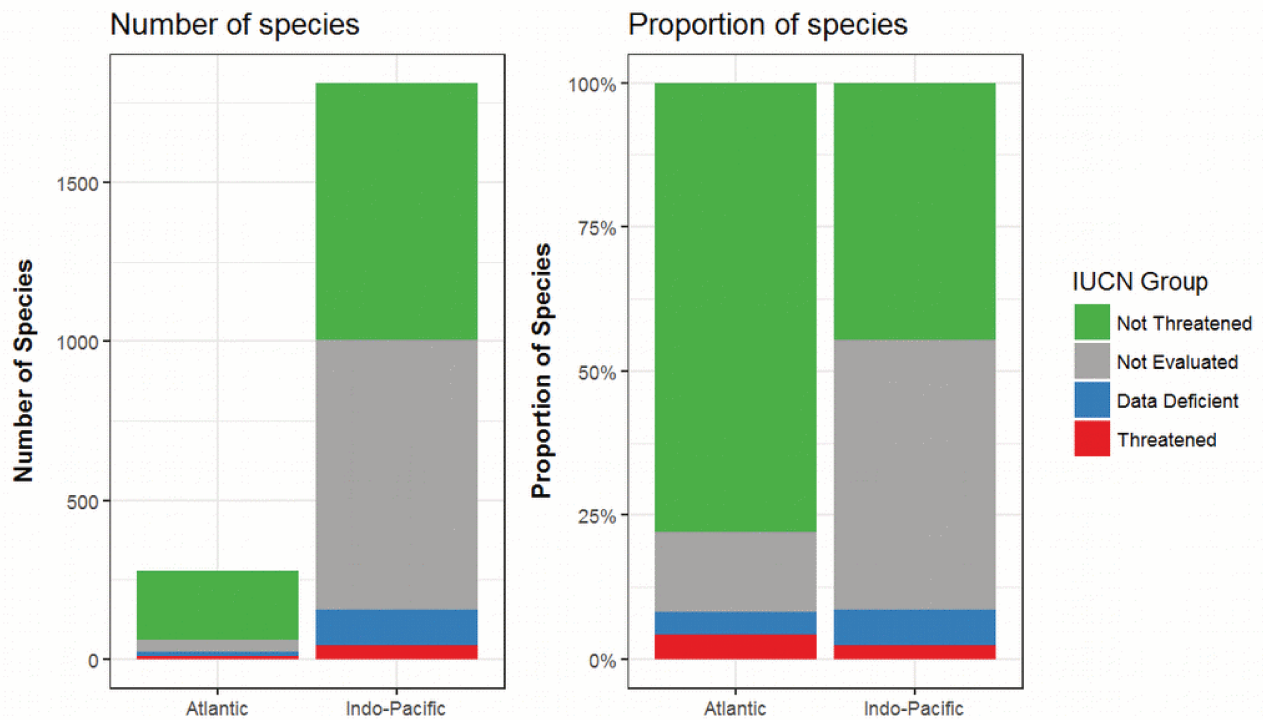 Number of species
Number of Species
1500
1000
500
0
Atlantic
Indo-Pacific
Proportion of species
Proportion of Species
100%
75%
50%
25%
0%
Atlantic
Indo-Pacific
IUCN Group
Not Threatened
Not Evaluated
Data Deficient
Threatened